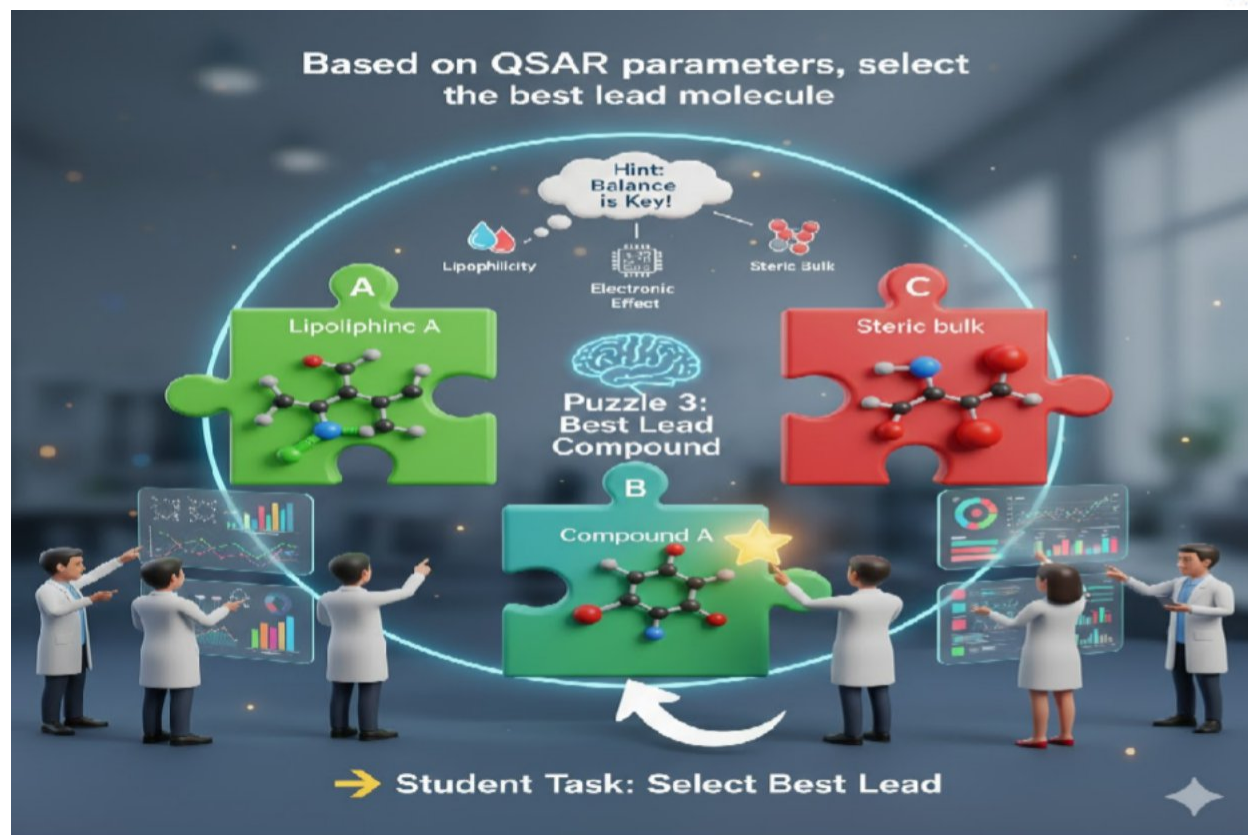 Based on QSAR parameters, select
the best lead molecule
Hint:
Balance
is Key!
Lipophilicity
Electronic
Effect
Steric Bulk
A
Lipoliphinc A
C
Steric bulk
Puzzle 3:
Best Lead
Compound
B
Compound A
Student Task: Select Best Lead